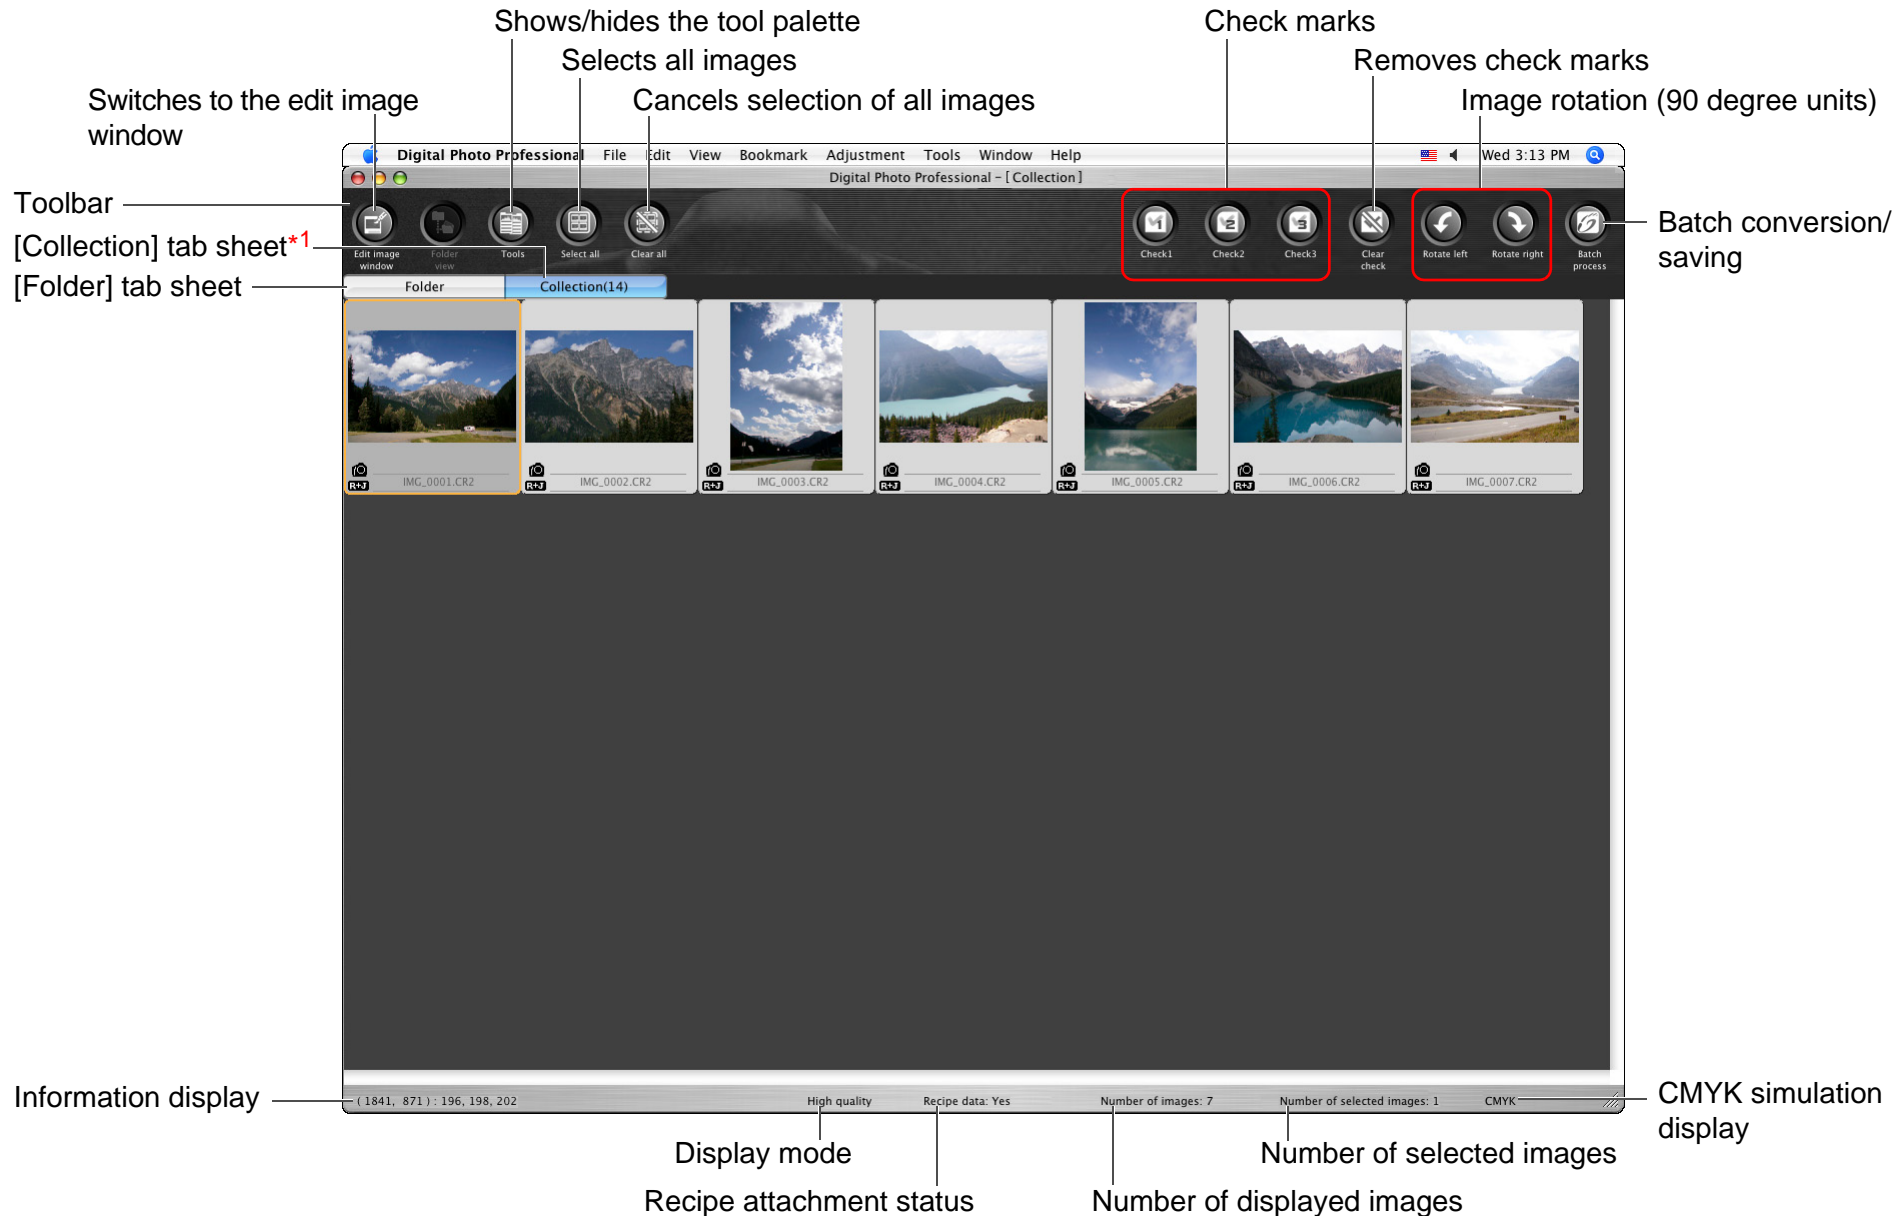 Shows/hides the tool palette
Check marks
Selects all images
Removes check marks
Switches to the edit image
window
Cancels selection of all images
Image rotation (90 degree units)
Digital Photo Professional File Edit View Bookmark Adjustment Tools Window Help
Wed 3:13 PM
Digital Photo Professional – [ Collection ]
Toolbar
[Collection] tab sheet*1
[Folder] tab sheet
Edit image
window
Folder
view
Tools
Select all
Clear all
Check1
Check2
Check3
Clear
check
Rotate left
Rotate right
Batch
process
Batch conversion/
saving
Folder
Collection(14)
R+J IMG_0001.CR2
R+J IMG_0002.CR2
R+J IMG_0003.CR2
R+J IMG_0004.CR2
R+J IMG_0005.CR2
R+J IMG_0006.CR2
R+J IMG_0007.CR2
Information display
( 1841, 871 ) : 196, 198, 202
High quality
Recipe data: Yes
Number of images: 7
Number of selected images: 1
CMYK
CMYK simulation
display
Display mode
Number of selected images
Recipe attachment status
Number of displayed images